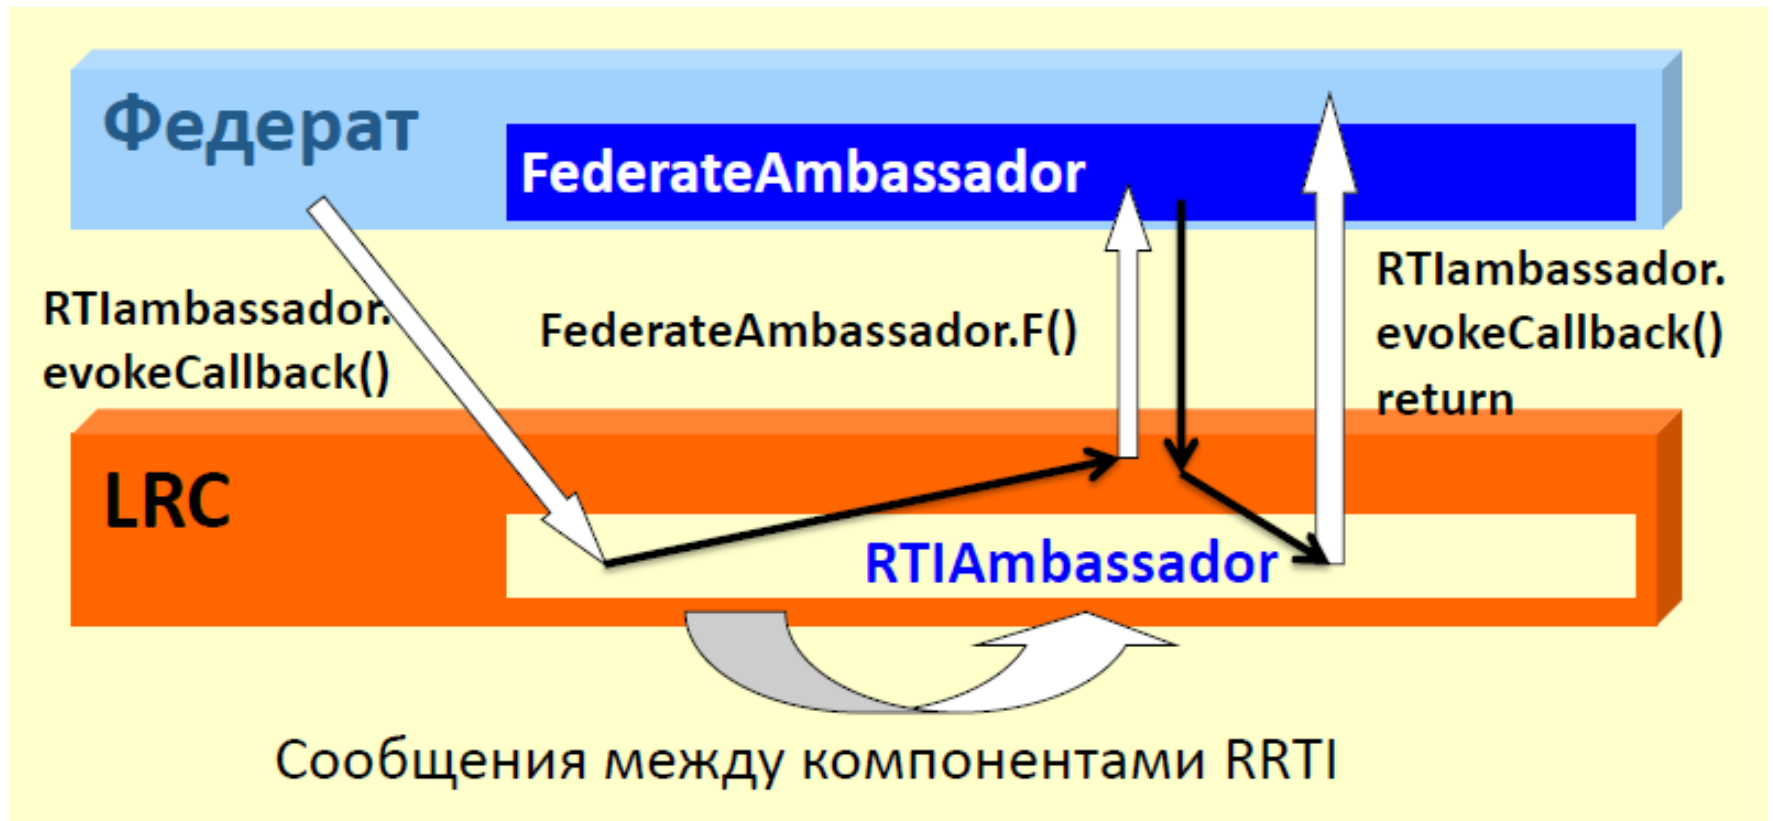 Федерат
FederateAmbassador
RTIambassador.
evokeCallback()
FederateAmbassador.F()
RTIambassador.
evokeCallback()
return
LRC
RTIAmbassador
Сообщения между компонентами RRTI